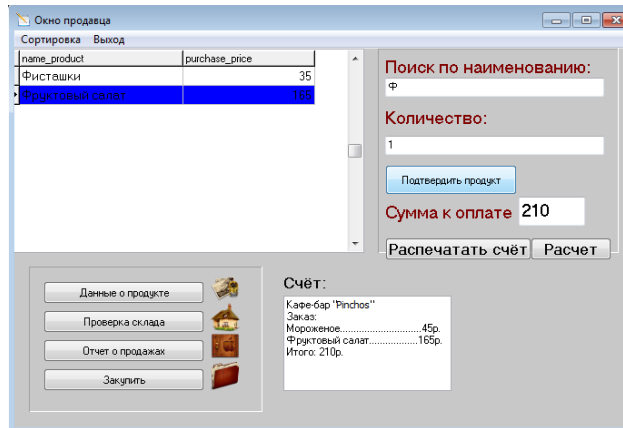 Окно продавца
Сортировка Выход
name_product purchase_price
Фисташки 35
Фруктовый салат 165
Поиск по наименованию:
Ф
Количество:
1
Подтвердить продукт
Сумма к оплате 210
Распечатать счёт Расчет
Данные о продукте
Проверка склада
Отчет о продажах
Закупить
Счёт:
Кафе-бар "Pinchos"
Заказ:
Мороженое..............................45р.
Фруктовый салат..................165р.
Итого: 210р.